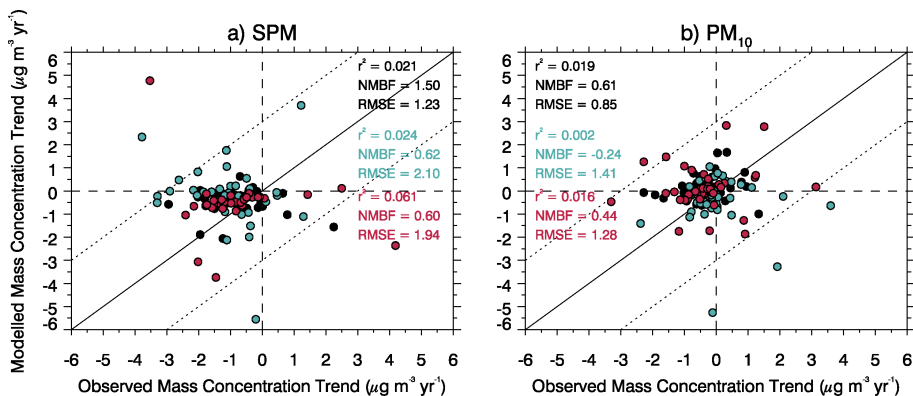 a) SPM
b) PM10
Modelled Mass Concentration Trend (μg m-3 yr-1)
6
5
4
3
2
1
0
-1
-2
-3
-4
-5
-6
r2 = 0.021
NMBF = 1.50
RMSE = 1.23
r2 = 0.024
NMBF = 0.62
RMSE = 2.10
r2 = 0.061
NMBF = 0.60
RMSE = 1.94
-6 -5 -4 -3 -2 -1 0 1 2 3 4 5 6
Observed Mass Concentration Trend (μg m-3 yr-1)
6
5
4
3
2
1
0
-1
-2
-3
-4
-5
-6
r2 = 0.019
NMBF = 0.61
RMSE = 0.85
r2 = 0.002
NMBF = -0.24
RMSE = 1.41
r2 = 0.016
NMBF = 0.44
RMSE = 1.28
-6 -5 -4 -3 -2 -1 0 1 2 3 4 5 6
Observed Mass Concentration Trend (μg m-3 yr-1)